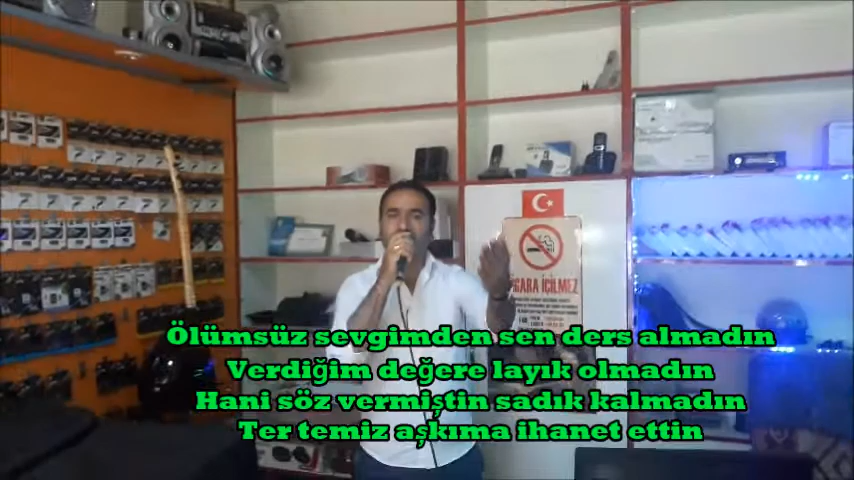 SİGARA İÇİLMEZ
Ölümsüz sevgimden sen ders almadın
Verdiğim değere layık olmadın
Hani söz vermiştin sadık kalmadın
Ter temiz aşkıma ihanet ettin